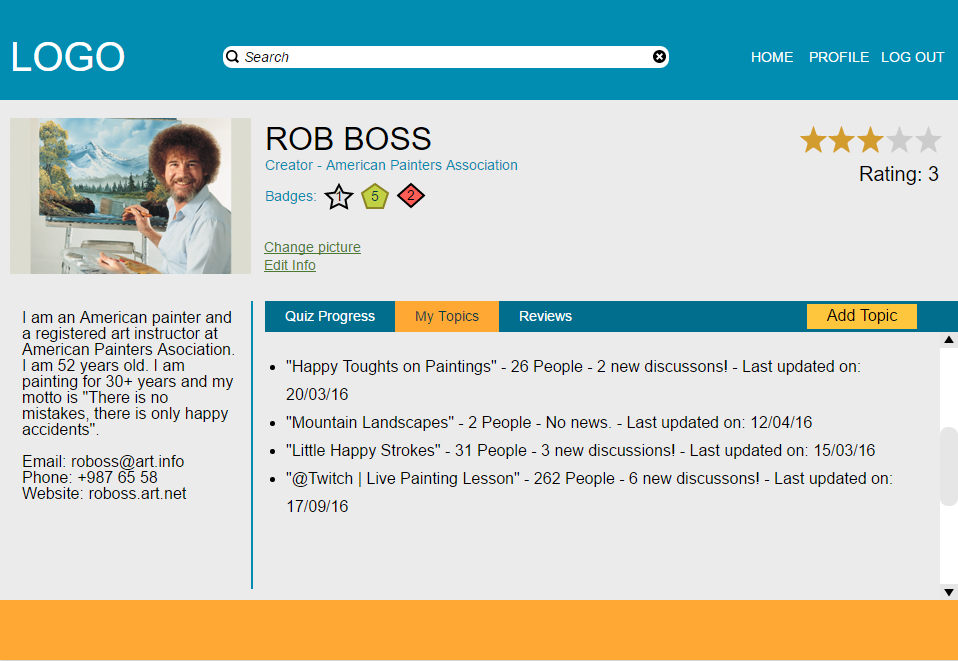 LOGO
Search
HOME PROFILE LOG OUT
ROB BOSS
Creator - American Painters Association
Badges: 1 5 2
Rating: 3
Change picture
Edit Info
I am an American painter and
a registered art instructor at
American Painters Asociation.
I am 52 years old. I am
painting for 30+ years and my
motto is "There is no
mistakes, there is only happy
accidents".
Email: roboss@art.info
Phone: +987 65 58
Website: roboss.art.net
Quiz Progress My Topics Reviews Add Topic
"Happy Toughts on Paintings" - 26 People - 2 new discussons! - Last updated on:
20/03/16
"Mountain Landscapes" - 2 People - No news. - Last updated on: 12/04/16
"Little Happy Strokes" - 31 People - 3 new discussions! - Last updated on: 15/03/16
"@Twitch | Live Painting Lesson" - 262 People - 6 new discussons! - Last updated on:
17/09/16